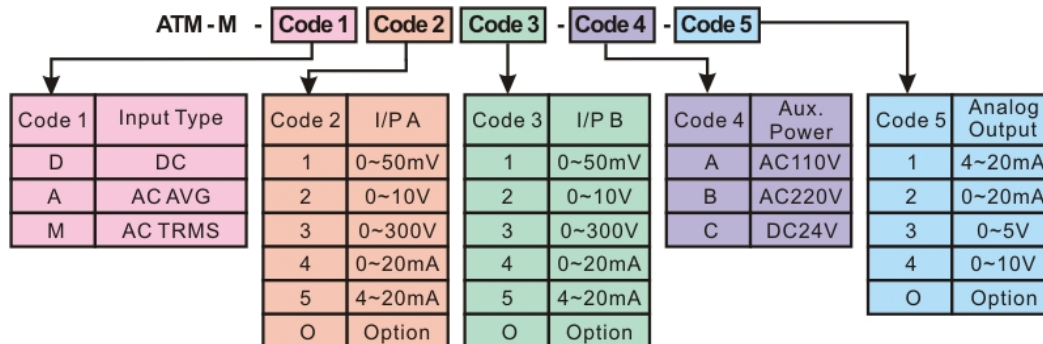 ATM-M - Code 1 Code 2 Code 3 - Code 4 - Code 5
Code 1 Input Type
D DC
A AC AVG
M AC TRMS
Code 2 I/P A
1 0~50mV
2 0~10V
3 0~300V
4 0~20mA
5 4~20mA
O Option
Code 3 I/P B
1 0~50mV
2 0~10V
3 0~300V
4 0~20mA
5 4~20mA
O Option
Code 4 Aux. Power
A AC110V
B AC220V
C DC24V
Code 5 Analog Output
1 4~20mA
2 0~20mA
3 0~5V
4 0~10V
O Option